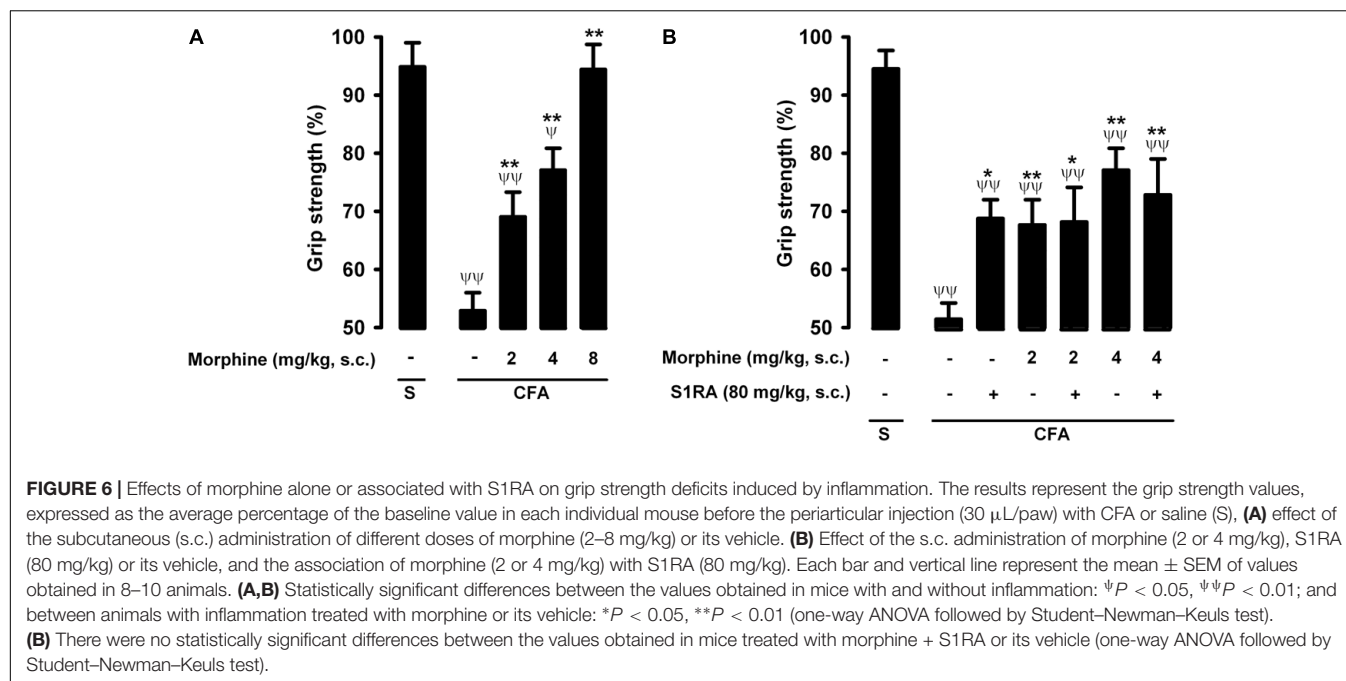 A
100
90
80
70
60
50
Grip strength (%)
ψψ
**
ψψ
**
ψ
**
Morphine (mg/kg, s.c.) - - 2 4 8
S CFA
B
100
90
80
70
60
50
Grip strength (%)
ψψ
*
ψψ
**
ψψ
*
ψψ
**
ψψ
**
ψψ
Morphine (mg/kg, s.c.) - - - 2 2 4 4
S1RA (80 mg/kg, s.c.) - - + - + - +
S CFA
FIGURE 6 | Effects of morphine alone or associated with S1RA on grip strength deficits induced by inflammation. The results represent the grip strength values,
expressed as the average percentage of the baseline value in each individual mouse before the periarticular injection (30 μL/paw) with CFA or saline (S), (A) effect of
the subcutaneous (s.c.) administration of different doses of morphine (2–8 mg/kg) or its vehicle. (B) Effect of the s.c. administration of morphine (2 or 4 mg/kg), S1RA
(80 mg/kg) or its vehicle, and the association of morphine (2 or 4 mg/kg) with S1RA (80 mg/kg). Each bar and vertical line represent the mean ± SEM of values
obtained in 8–10 animals. (A,B) Statistically significant differences between the values obtained in mice with and without inflammation: ψP < 0.05, ψψP < 0.01; and
between animals with inflammation treated with morphine or its vehicle: *P < 0.05, **P < 0.01 (one-way ANOVA followed by Student–Newman–Keuls test).
(B) There were no statistically significant differences between the values obtained in mice treated with morphine + S1RA or its vehicle (one-way ANOVA followed by
Student–Newman–Keuls test).